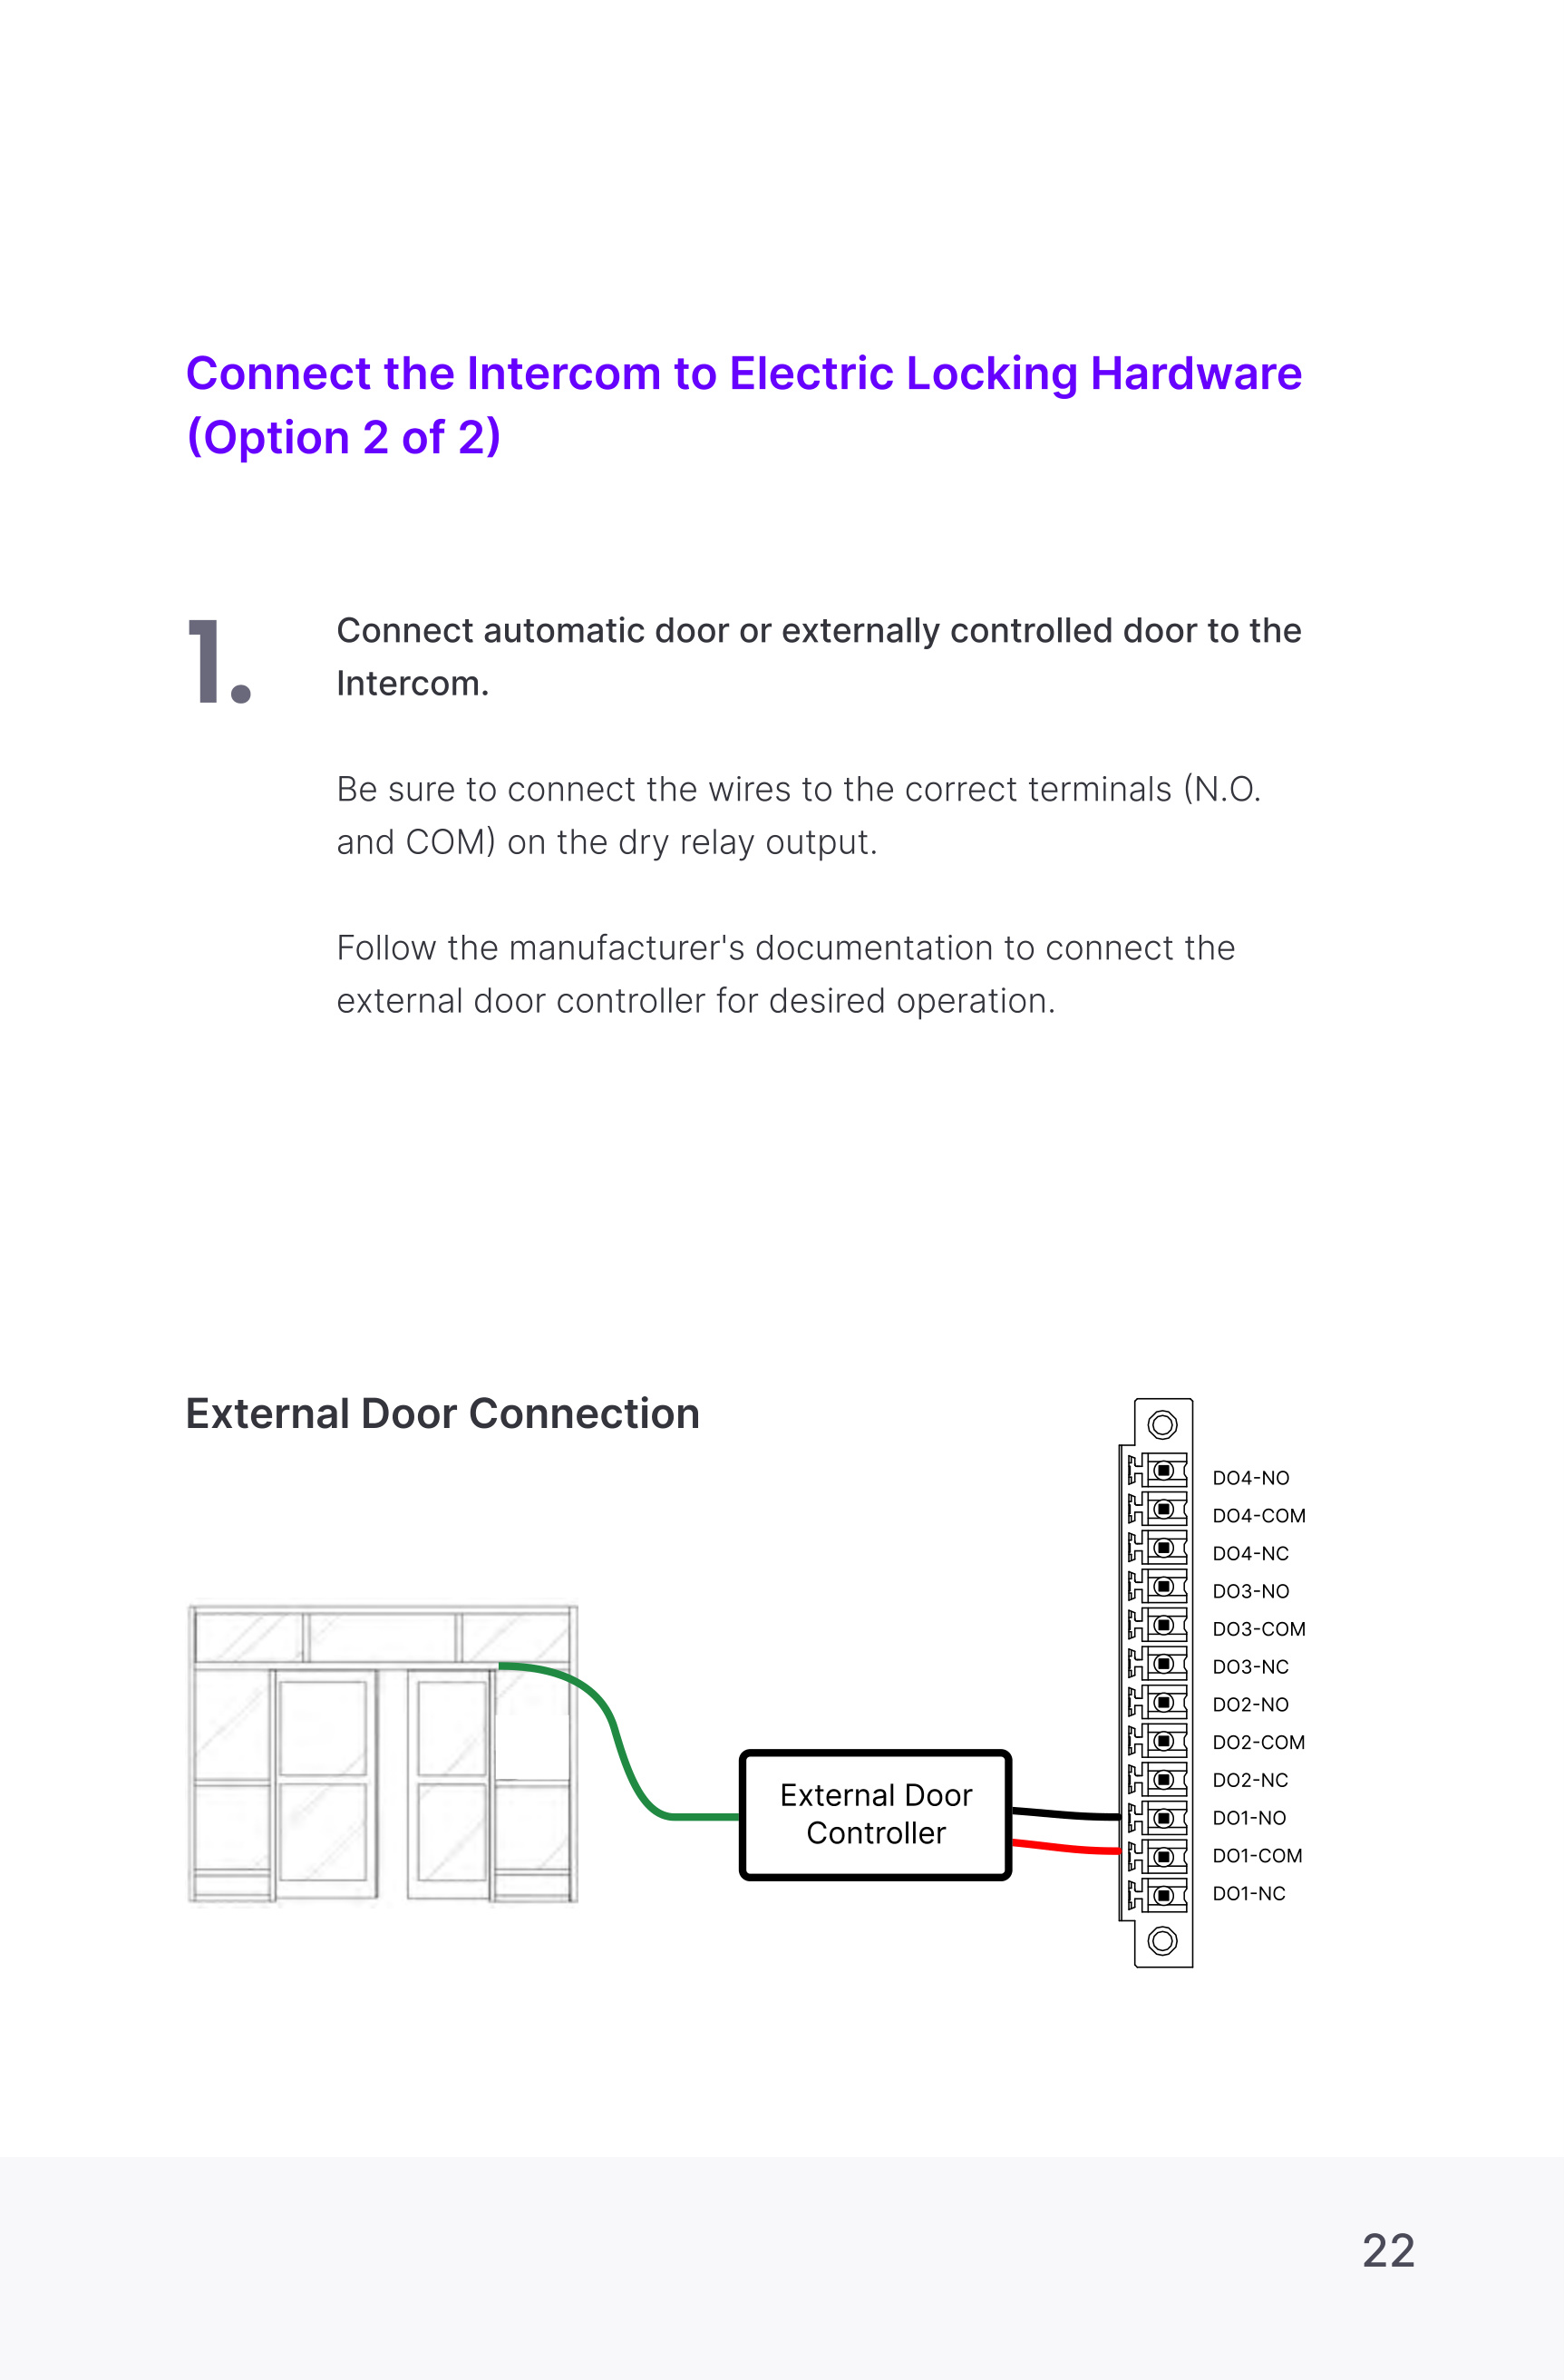 Connect the Intercom to Electric Locking Hardware
(Option 2 of 2)
1.
Connect automatic door or externally controlled door to the
Intercom.
Be sure to connect the wires to the correct terminals (N.O.
and COM) on the dry relay output.
Follow the manufacturer's documentation to connect the
external door controller for desired operation.
External Door Connection
External Door
Controller
DO4-NO
DO4-COM
DO4-NC
DO3-NO
DO3-COM
DO3-NC
DO2-NO
DO2-COM
DO2-NC
DO1-NO
DO1-COM
DO1-NC
22